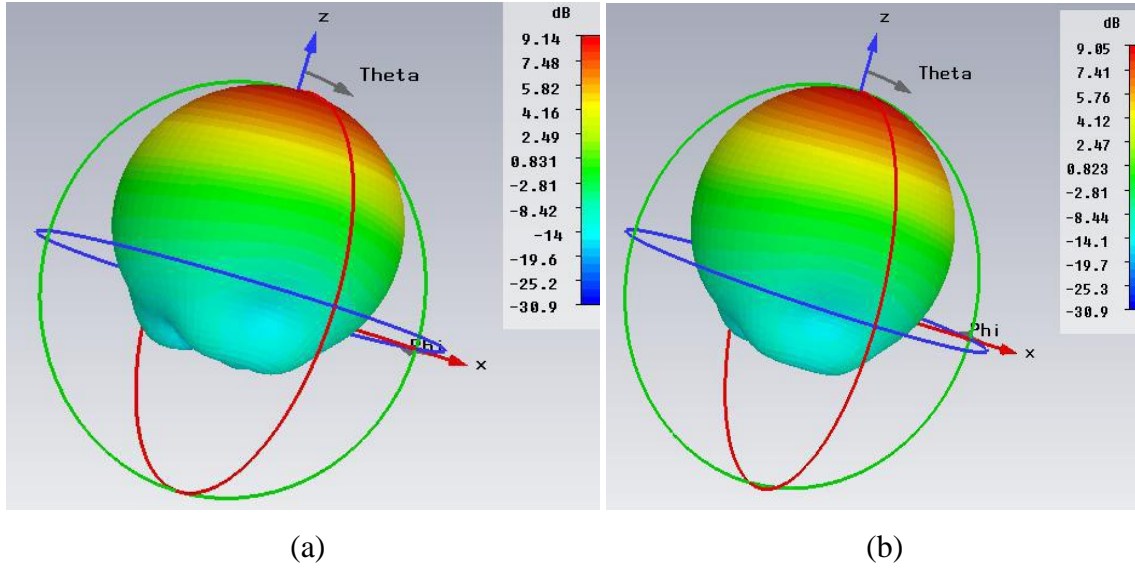 dB
9.14
7.48
5.82
4.16
2.49
0.831
-2.81
-8.42
-14
-19.6
-25.2
-30.9
z
Theta
Phi
x
(a)
dB
9.05
7.41
5.76
4.12
2.47
0.823
-2.81
-8.44
-14.1
-19.7
-25.3
-30.9
z
Theta
Phi
x
(b)